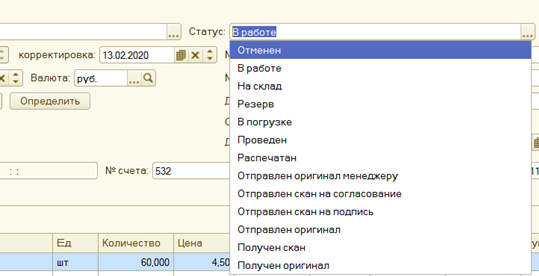 Статус: В работе
корректировка: 13.02.2020
Отменен
В работе
Валюта: руб.
На склад
Определить
Резерв
В погрузке
Проведен
Распечатан
№ счета: 532
Отправлен оригинал менеджеру
Отправлен скан на согласование
Отправлен скан на подпись
Отправлен оригинал
Ед Количество Цена
Получен скан
шт 60,000 4,50
Получен оригинал